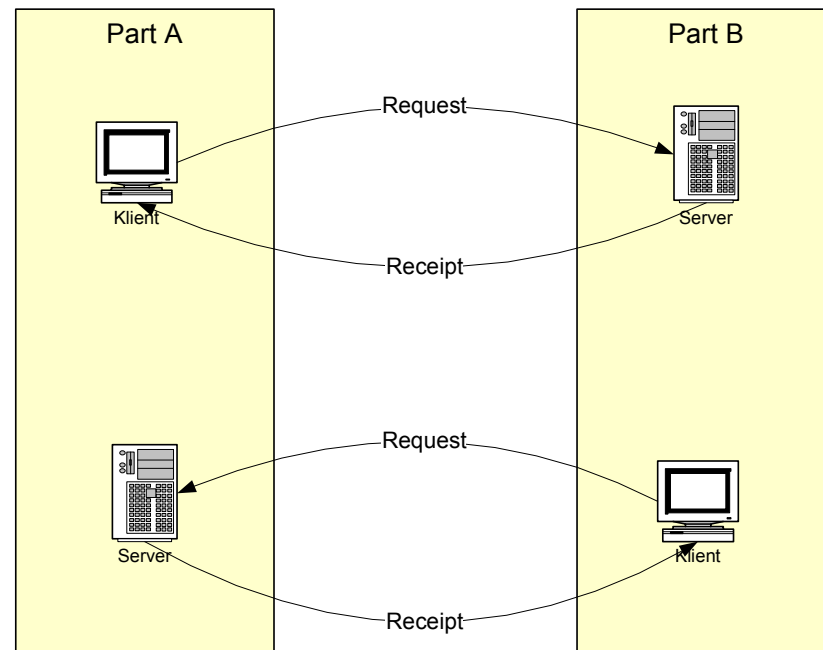 Part A
Part B
Request
Klient
Server
Receipt
Request
Server
Klient
Receipt